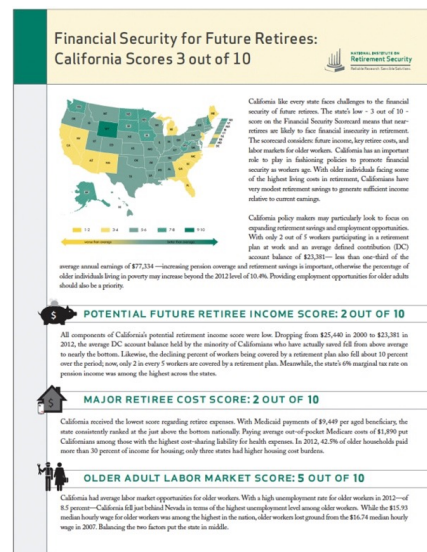 Financial Security for Future Retirees:
California Scores 3 out of 10
NATIONAL INSTITUTE ON
Retirement Security
Reliable Research. Sensible Solutions.
California like every state faces challenges to the financial
security of future retirees. The state's low - 3 out of 10 -
score on the Financial Security Scorecard means that near-
retirees are likely to face financial insecurity in retirement.
The scorecard considers: future income, key retiree costs, and
labor markets for older workers. California has an important
role to play in fashioning policies to promote financial
security as workers age. With older individuals facing some
of the highest living costs in retirement, Californians have
very modest retirement savings to generate sufficient income
relative to current earnings.
California policy makers may particularly look to focus on
expanding retirement savings and employment opportunities.
With only 2 out of 5 workers participating in a retirement
plan at work and an average defined contribution (DC)
account balance of $23,381— less than one-third of the
average annual earnings of $77,334 —increasing pension coverage and retirement savings is important, otherwise the percentage of
older individuals living in poverty may increase beyond the 2012 level of 10.4%. Providing employment opportunities for older adults
should also be a priority.
1-2 3-4 5-6 7-8 9-10
$ POTENTIAL FUTURE RETIREE INCOME SCORE: 2 OUT OF 10
All components of California's potential retirement income score were low. Dropping from $25,440 in 2000 to $23,381 in
2012, the average DC account balance held by the minority of Californians who have actually saved fell from above average
to nearly the bottom. Likewise, the declining percent of workers being covered by a retirement plan also fell about 10 percent
over the period; now, only 2 in every 5 workers are covered by a retirement plan. Meanwhile, the state's 6% marginal tax rate on
pension income was among the highest across the states.
$ MAJOR RETIREE COST SCORE: 2 OUT OF 10
California received the lowest score regarding retiree expenses. With Medicaid payments of $9,449 per aged beneficiary, the
state consistently ranked at the just above the bottom nationally. Paying average out-of-pocket Medicare costs of $1,890 put
Californians among those with the highest cost-sharing liability for health expenses. In 2012, 42.5% of older households paid
more than 30 percent of income for housing; only three states had higher housing cost burdens.
OLDER ADULT LABOR MARKET SCORE: 5 OUT OF 10
California had average labor market opportunities for older workers. With a high unemployment rate for older workers in 2012—of
8.5 percent—California fell just behind Nevada in terms of the highest unemployment level among older workers. While the $15.93
median hourly wage for older workers was among the highest in the nation, older workers lost ground from the $16.74 median hourly
wage in 2007. Balancing the two factors put the state in middle.